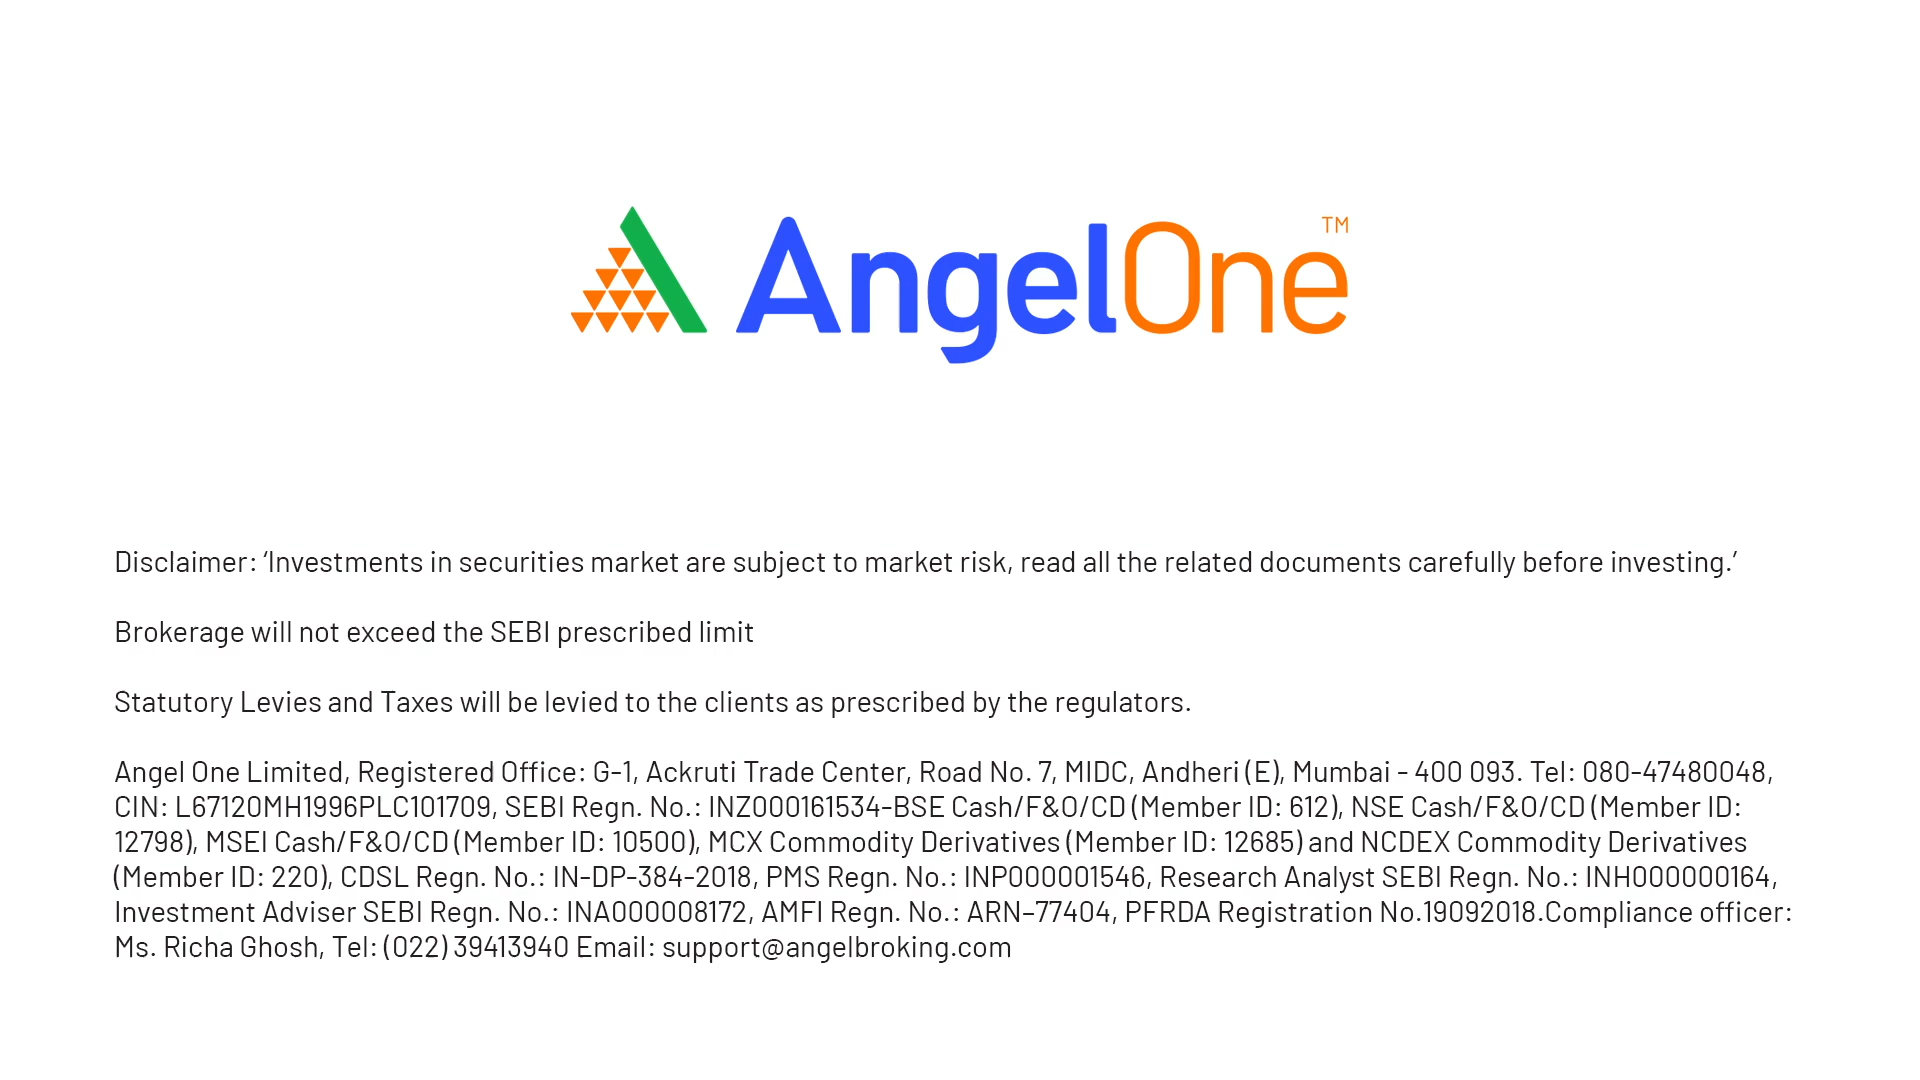 AngelOne™
Disclaimer: ‘Investments in securities market are subject to market risk, read all the related documents carefully before investing.’
Brokerage will not exceed the SEBI prescribed limit
Statutory Levies and Taxes will be levied to the clients as prescribed by the regulators.
Angel One Limited, Registered Office: G-1, Ackruti Trade Center, Road No. 7, MIDC, Andheri (E), Mumbai - 400 093. Tel: 080-47480048,
CIN: L67120MH1996PLC101709, SEBI Regn. No.: INZ000161534-BSE Cash/F&O/CD (Member ID: 612), NSE Cash/F&O/CD (Member ID:
12798), MSEI Cash/F&O/CD (Member ID: 10500), MCX Commodity Derivatives (Member ID: 12685) and NCDEX Commodity Derivatives
(Member ID: 220), CDSL Regn. No.: IN-DP-384-2018, PMS Regn. No.: INP000001546, Research Analyst SEBI Regn. No.: INH000000164,
Investment Adviser SEBI Regn. No.: INA000008172, AMFI Regn. No.: ARN–77404, PFRDA Registration No.19092018.Compliance officer:
Ms. Richa Ghosh, Tel: (022) 39413940 Email: support@angelbroking.com